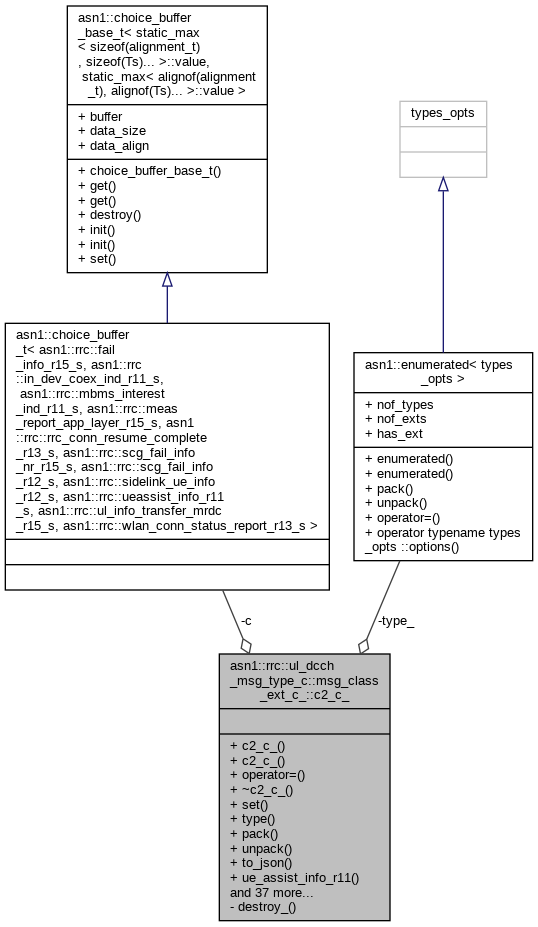 asn1::choice_buffer
_base_t< static_max
< sizeof(alignment_t)
, sizeof(Ts)... >::value,
static_max< alignof(alignment
_t), alignof(Ts)... >::value >
+ buffer
+ data_size
+ data_align
+ choice_buffer_base_t()
+ get()
+ get()
+ destroy()
+ init()
+ init()
+ set()
types_opts
asn1::choice_buffer
_t< asn1::rrc::fail
_info_r15_s, asn1::rrc
::in_dev_coex_ind_r11_s,
asn1::rrc::mbms_interest
_ind_r11_s, asn1::rrc::meas
_report_app_layer_r15_s, asn1
::rrc::rrc_conn_resume_complete
_r13_s, asn1::rrc::scg_fail_info
_nr_r15_s, asn1::rrc::scg_fail_info
_r12_s, asn1::rrc::sidelink_ue_info
_r12_s, asn1::rrc::ueassist_info_r11
_s, asn1::rrc::ul_info_transfer_mrdc
_r15_s, asn1::rrc::wlan_conn_status_report_r13_s >
asn1::enumerated< types
_opts >
+ nof_types
+ nof_exts
+ has_ext
+ enumerated()
+ enumerated()
+ pack()
+ unpack()
+ operator=()
+ operator typename types
_opts ::options()
-c
-type_
asn1::rrc::ul_dcch
_msg_type_c::msg_class
_ext_c_::c2_c_
+ c2_c_()
+ c2_c_()
+ operator=()
+ ~c2_c_()
+ set()
+ type()
+ pack()
+ unpack()
+ to_json()
+ ue_assist_info_r11()
and 37 more...
- destroy_()